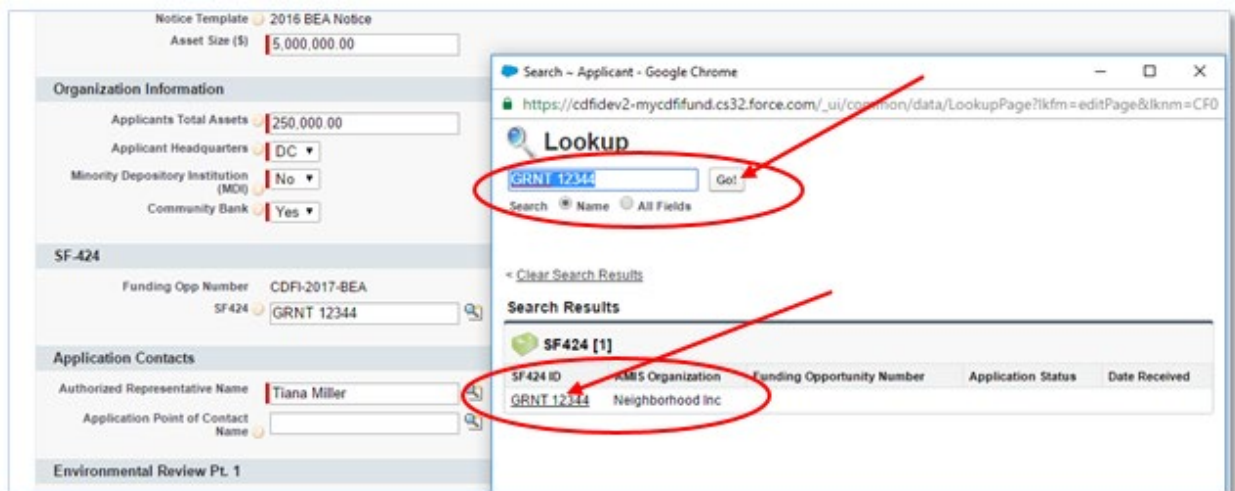 Notice Template 2016 BEA Notice
Asset Size ($) 5,000,000.00
Organization Information
Applicants Total Assets 250,000.00
Applicant Headquarters DC
Minority Depository Institution
(MDI) No
Community Bank Yes
SF-424
Funding Opp Number CDFI-2017-BEA
SF424 GRNT 12344
Application Contacts
Authorized Representative Name Tiana Miller
Application Point of Contact
Name
Environmental Review Pt. 1
Search ~ Applicant - Google Chrome
https://cdfidev2-mycdfifund.cs32.force.com/_ui/common/data/LookupPage?lkfm=editPage&lknm=CF0
Lookup
GRNT 12344 Go!
Search Name All Fields
< Clear Search Results
Search Results
SF424 [1]
SF424 ID AMIS Organization Funding Opportunity Number Application Status Date Received
GRNT 12344 Neighborhood Inc